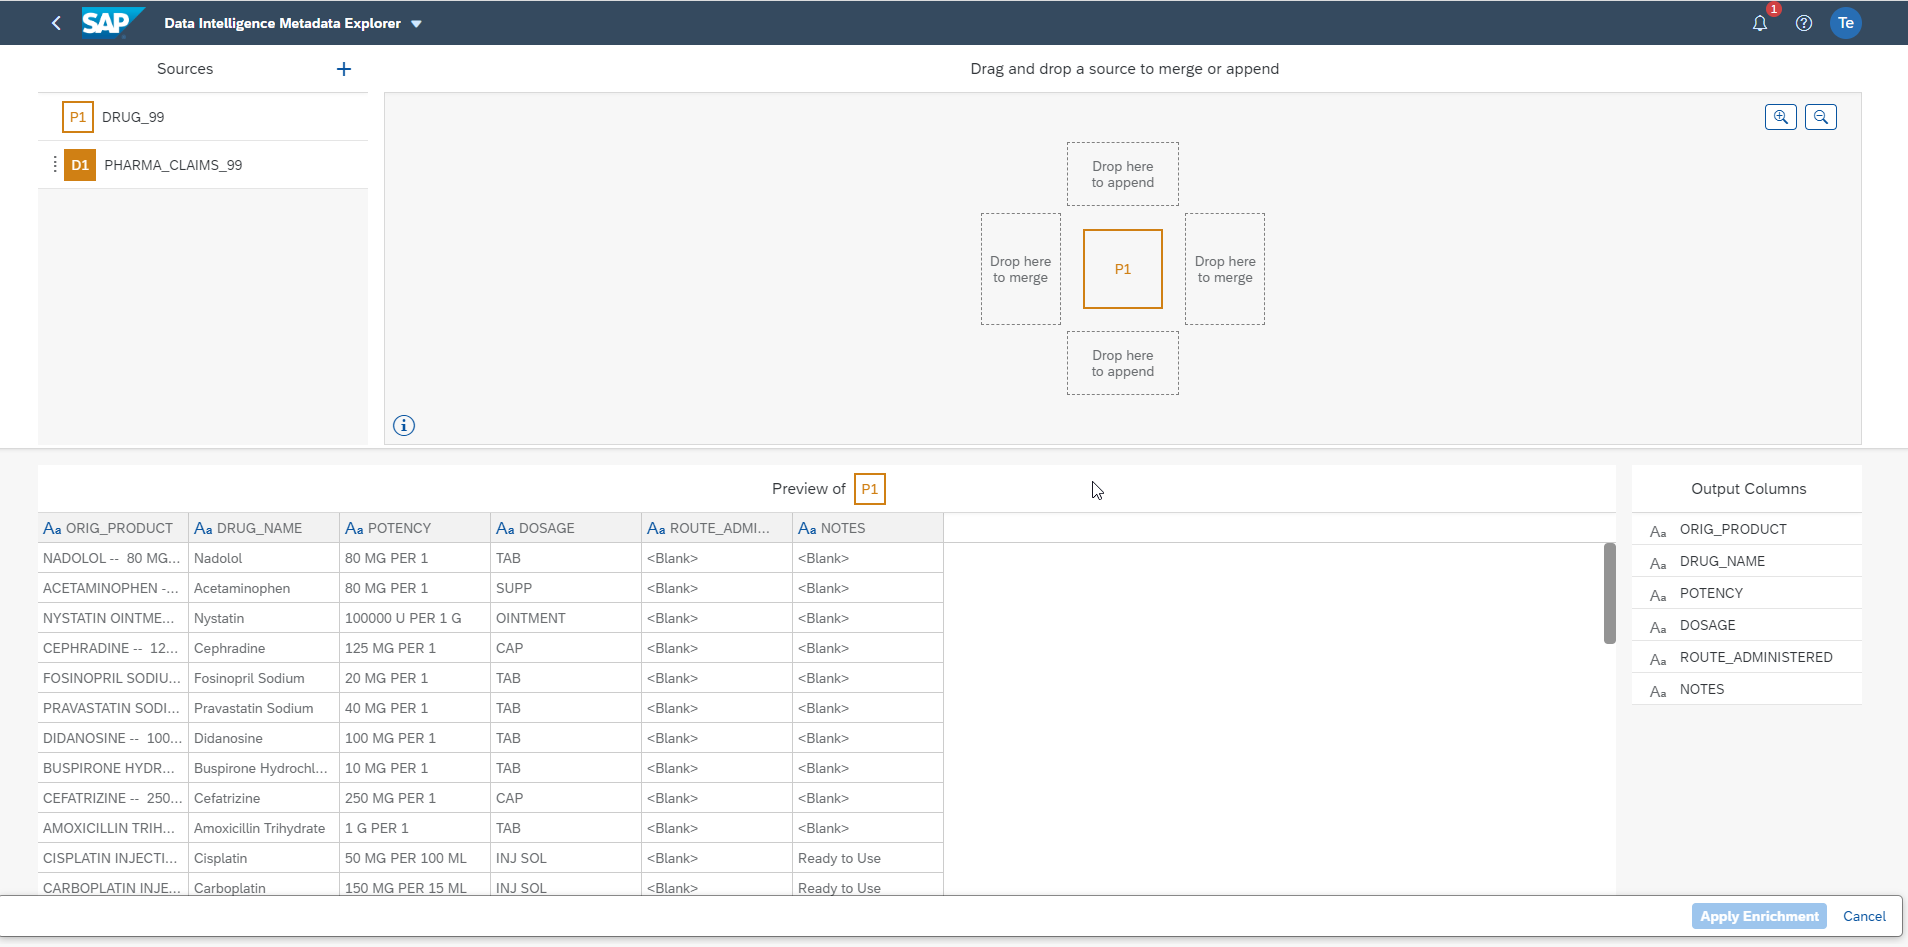 SAP
Data Intelligence Metadata Explorer
1
Te
Sources
Drag and drop a source to merge or append
P1 DRUG_99
D1 PHARMA_CLAIMS_99
Drop here
to append
Drop here
to merge
P1
Drop here
to merge
Drop here
to append
Preview of P1
Output Columns
Aa ORIG_PRODUCT Aa DRUG_NAME Aa POTENCY Aa DOSAGE Aa ROUTE_ADMI... Aa NOTES
NADOLOL -- 80 MG... Nadolol 80 MG PER 1 TAB <Blank> <Blank>
ACETAMINOPHEN -... Acetaminophen 80 MG PER 1 SUPP <Blank> <Blank>
NYSTATIN OINTME... Nystatin 100000 U PER 1 G OINTMENT <Blank> <Blank>
CEPHRADINE -- 12... Cephradine 125 MG PER 1 CAP <Blank> <Blank>
FOSINOPRIL SODIU... Fosinopril Sodium 20 MG PER 1 TAB <Blank> <Blank>
PRAVASTATIN SODI... Pravastatin Sodium 40 MG PER 1 TAB <Blank> <Blank>
DIDANOSINE -- 100... Didanosine 100 MG PER 1 TAB <Blank> <Blank>
BUSPIRONE HYDR... Buspirone Hydrochl... 10 MG PER 1 TAB <Blank> <Blank>
CEFATRIZINE -- 250... Cefatrizine 250 MG PER 1 CAP <Blank> <Blank>
AMOXICILLIN TRIH... Amoxicillin Trihydrate 1 G PER 1 TAB <Blank> <Blank>
CISPLATIN INJECTI... Cisplatin 50 MG PER 100 ML INJ SOL <Blank> Ready to Use
CARBOPLATIN INJE... Carboplatin 150 MG PER 15 ML INJ SOL <Blank> Ready to Use
Aa ORIG_PRODUCT
Aa DRUG_NAME
Aa POTENCY
Aa DOSAGE
Aa ROUTE_ADMINISTERED
Aa NOTES
Apply Enrichment Cancel